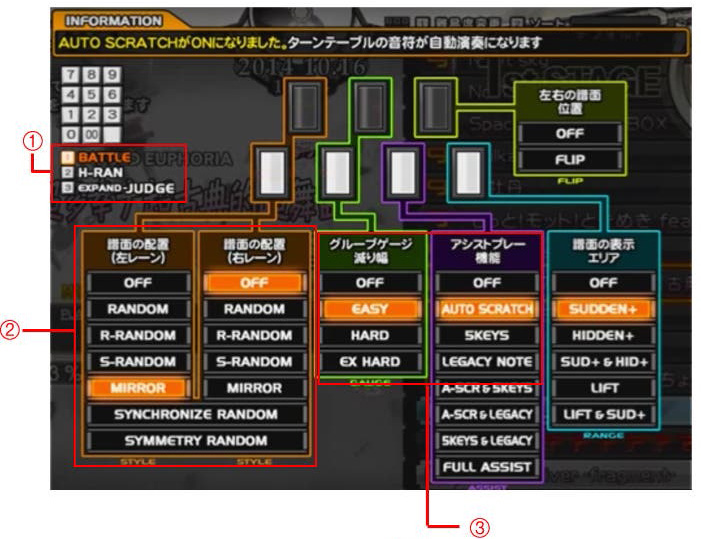 INFORMATION
AUTO SCRATCHがONになりました。ターンテーブルの音符が自動演奏になります
7 8 9
4 5 6
1 2 3
0 00
2014 10.16
1st STAGE
①
1 BATTLE
2 H-RAN
3 EXPAND-JUDGE
EUPHORIA
左右の譜面
位置
OFF
FLIP
FLIP
②
譜面の配置
(左レーン)
OFF
RANDOM
R-RANDOM
S-RANDOM
MIRROR
譜面の配置
(右レーン)
OFF
RANDOM
R-RANDOM
S-RANDOM
MIRROR
SYNCHRONIZE RANDOM
SYMMETRY RANDOM
STYLE
STYLE
グルーブゲージ
減り幅
OFF
EASY
HARD
EX HARD
GAUGE
アシストプレー
機能
OFF
AUTO SCRATCH
5KEYS
LEGACY NOTE
A-SCR & 5KEYS
A-SCR & LEGACY
5KEYS & LEGACY
FULL ASSIST
ASSIST
譜面の表示
エリア
OFF
SUDDEN+
HIDDEN+
SUD+ & HID+
LIFT
LIFT & SUD+
RANGE
③